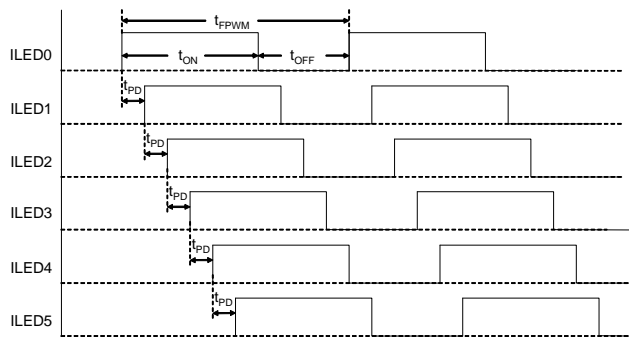 tFPWM
ILED0
tON
tOFF
tPD
ILED1
tPD
ILED2
tPD
ILED3
tPD
ILED4
tPD
ILED5